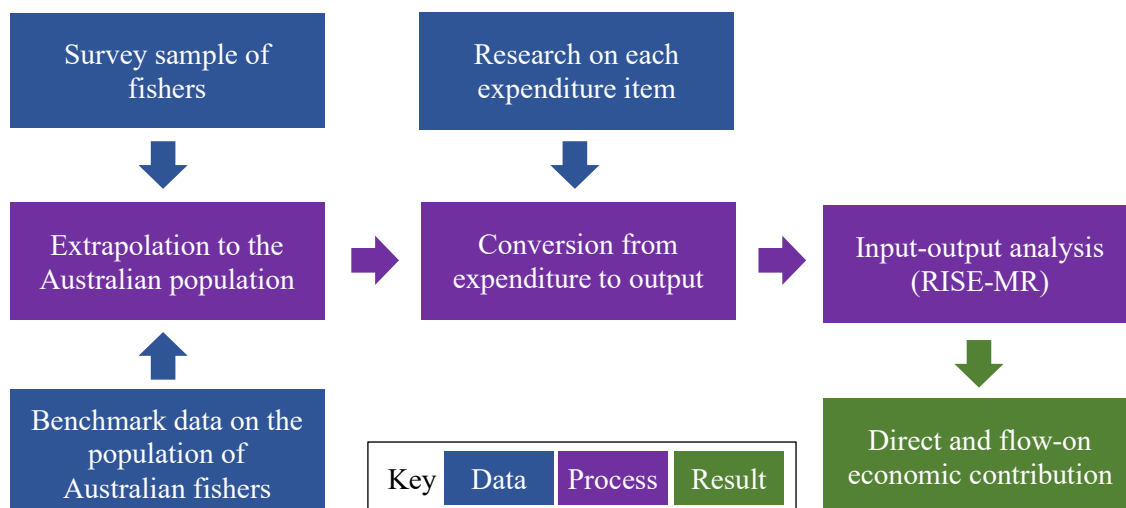 Survey sample of
fishers
Research on each
expenditure item
Extrapolation to the
Australian population
Conversion from
expenditure to output
Input-output analysis
(RISE-MR)
Benchmark data on the
population of
Australian fishers
Key
Data
Process
Result
Direct and flow-on
economic contribution